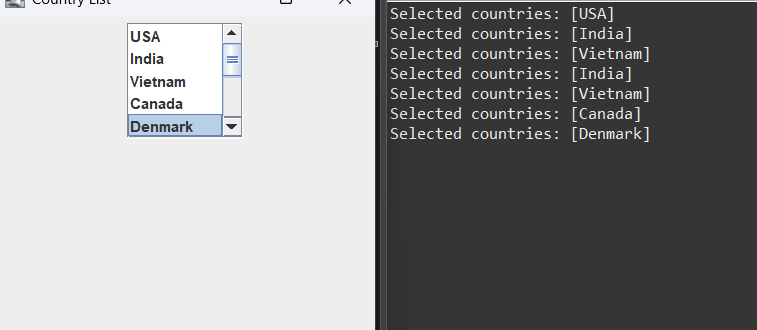 Country List
USA
India
Vietnam
Canada
Denmark
Selected countries: [USA]
Selected countries: [India]
Selected countries: [Vietnam]
Selected countries: [India]
Selected countries: [Vietnam]
Selected countries: [Canada]
Selected countries: [Denmark]